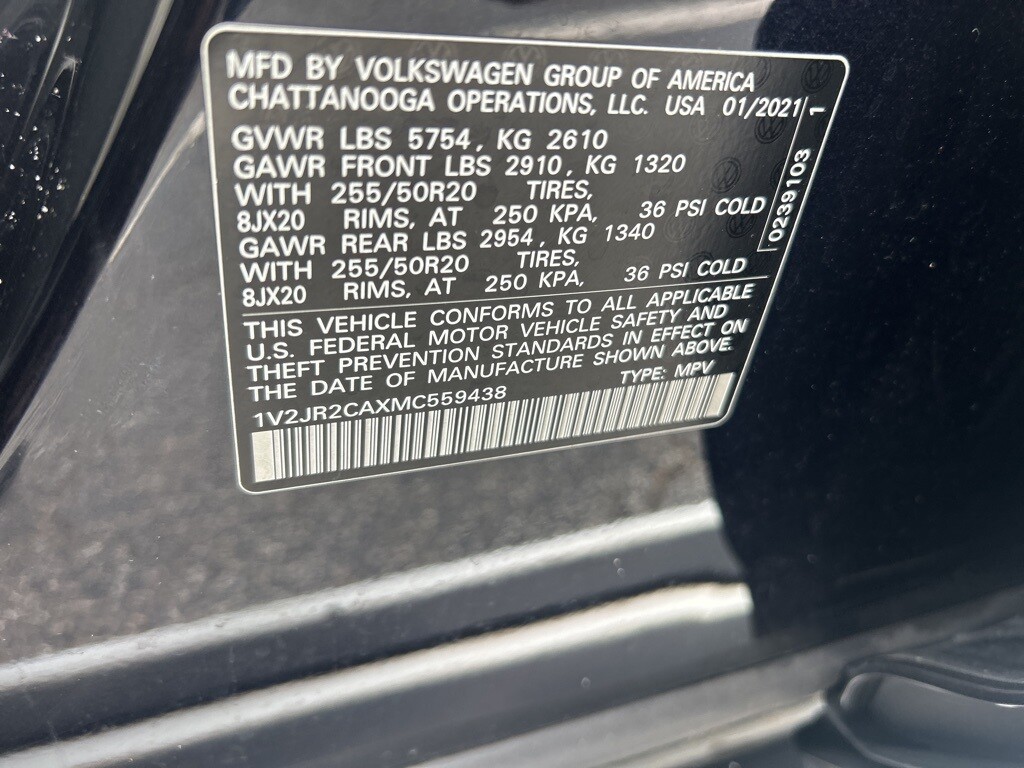 MFD BY VOLKSWAGEN GROUP OF AMERICA
CHATTANOOGA OPERATIONS, LLC. USA 01/2021
GVWR LBS 5754, KG 2610
GAWR FRONT LBS 2910, KG 1320
WITH 255/50R20 TIRES,
8JX20 RIMS, AT 250 KPA, 36 PSI COLD
GAWR REAR LBS 2954, KG 1340
WITH 255/50R20 TIRES,
8JX20 RIMS, AT 250 KPA, 36 PSI COLD
0239103 1
THIS VEHICLE CONFORMS TO ALL APPLICABLE
U.S. FEDERAL MOTOR VEHICLE SAFETY AND
THEFT PREVENTION STANDARDS IN EFFECT ON
THE DATE OF MANUFACTURE SHOWN ABOVE.
1V2JR2CAXMC559438 TYPE: MPV